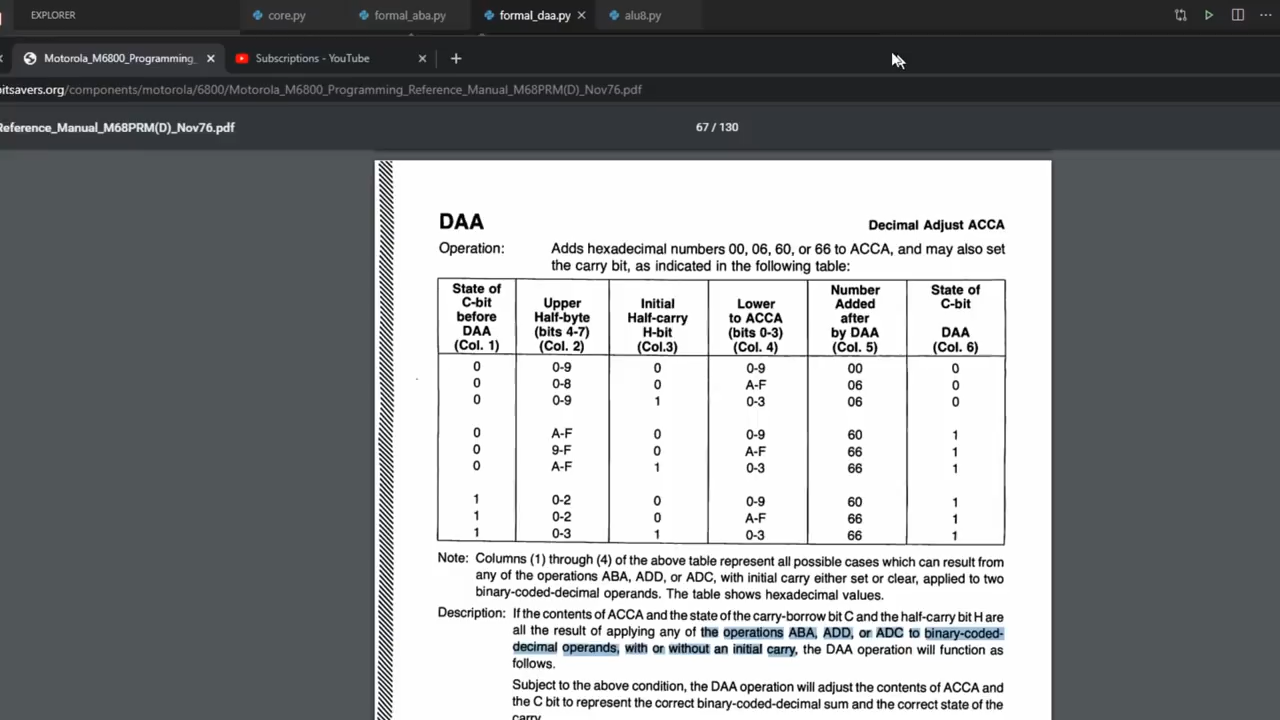 EXPLORER
core.py
formal_aba.py
formal_daa.py
alu8.py
Motorola_M6800_Programming_
Subscriptions - YouTube
bitsavers.org/components/motorola/6800/Motorola_M6800_Programming_Reference_Manual_M68PRM(D)_Nov76.pdf
Reference_Manual_M68PRM(D)_Nov76.pdf
67 / 130
DAA
Decimal Adjust ACCA
Operation: Adds hexadecimal numbers 00, 06, 60, or 66 to ACCA, and may also set
the carry bit, as indicated in the following table:
State of C-bit before DAA (Col. 1) Upper Half-byte (bits 4-7) (Col. 2) Initial Half-carry H-bit (Col.3) Lower to ACCA (bits 0-3) (Col. 4) Number Added after by DAA (Col. 5) State of C-bit DAA (Col. 6)
0 0-9 0 0-9 00 0
0 0-8 0 A-F 06 0
0 0-9 1 0-3 06 0
0 A-F 0 0-9 60 1
0 9-F 0 A-F 66 1
0 A-F 1 0-3 66 1
1 0-2 0 0-9 60 1
1 0-2 0 A-F 66 1
1 0-3 1 0-3 66 1
Note: Columns (1) through (4) of the above table represent all possible cases which can result from
any of the operations ABA, ADD, or ADC, with initial carry either set or clear, applied to two
binary-coded-decimal operands. The table shows hexadecimal values.
Description: If the contents of ACCA and the state of the carry-borrow bit C and the half-carry bit H are
all the result of applying any of the operations ABA, ADD, or ADC to binary-coded-
decimal operands, with or without an initial carry, the DAA operation will function as
follows.
Subject to the above condition, the DAA operation will adjust the contents of ACCA and
the C bit to represent the correct binary-coded-decimal sum and the correct state of the
carry.